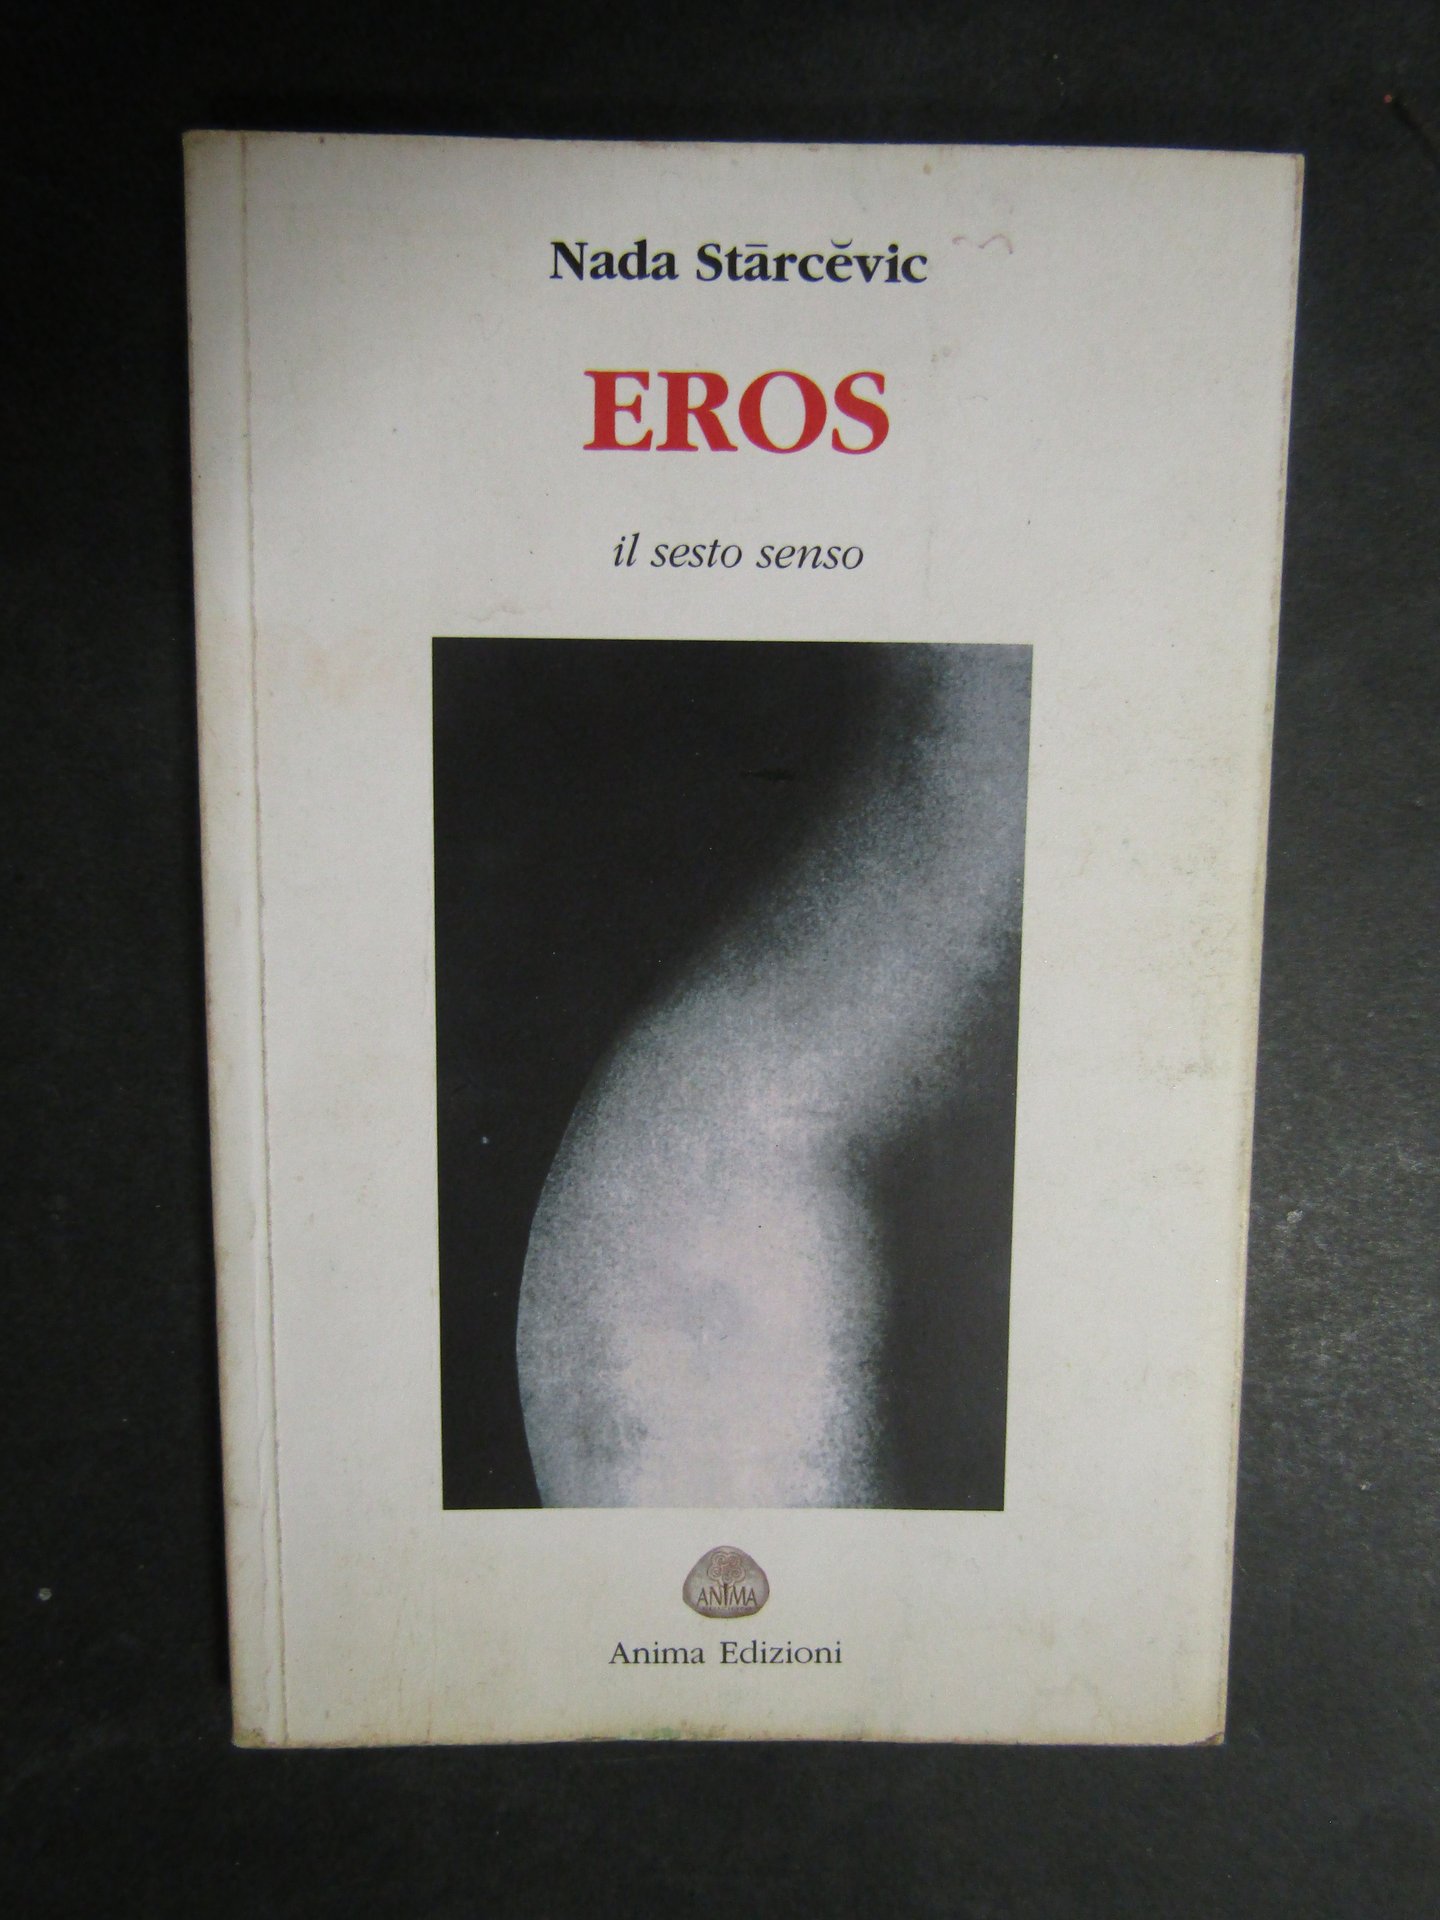 Nada Stārcĕvic
EROS
il sesto senso
ANIMA
Anima Edizioni